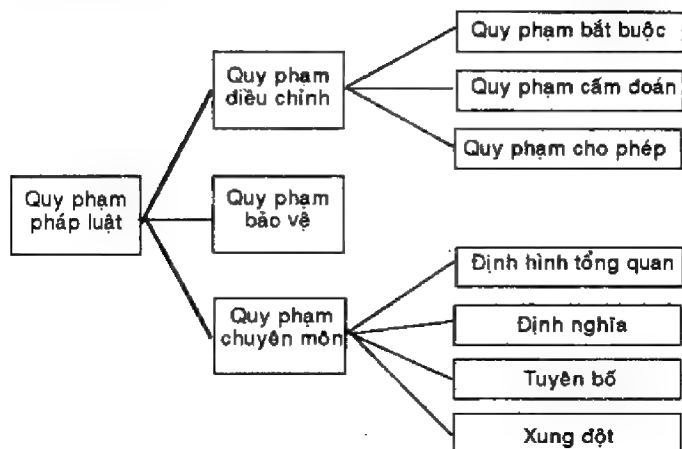 Quy phạm
pháp luật
Quy phạm
điều chỉnh
Quy phạm bắt buộc
Quy phạm cấm đoán
Quy phạm cho phép
Quy phạm
bảo vệ
Quy phạm
chuyên môn
Định hình tổng quan
Định nghĩa
Tuyên bố
Xung đột